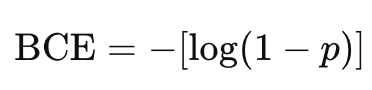 BCE = −[log(1 − p)]